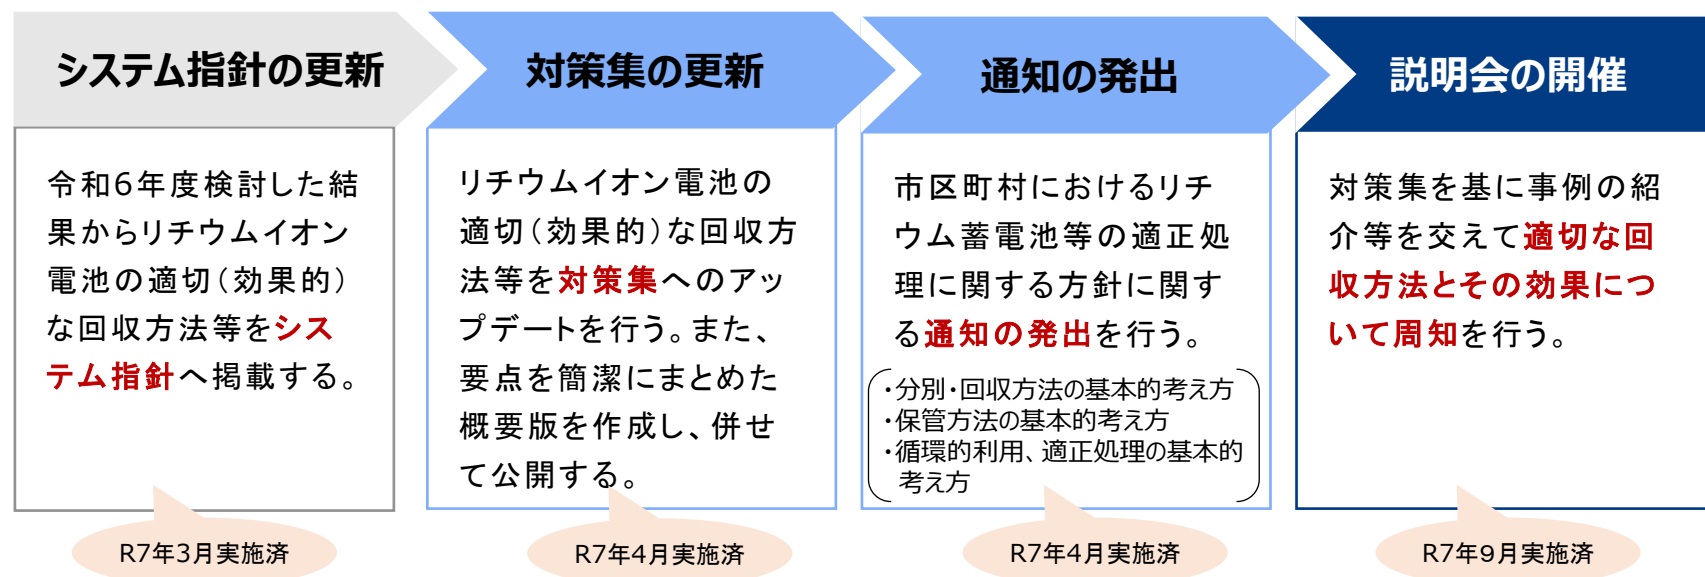 システム指針の更新
令和6年度検討した結
果からリチウムイオン
電池の適切(効果的)
な回収方法等をシス
テム指針へ掲載する。
R7年3月実施済
対策集の更新
リチウムイオン電池の
適切(効果的)な回収方
法等を対策集へのアッ
プデートを行う。また、
要点を簡潔にまとめた
概要版を作成し、併せ
て公開する。
R7年4月実施済
通知の発出
市区町村におけるリチ
ウム蓄電池等の適正処
理に関する方針に関す
る通知の発出を行う。
・分別・回収方法の基本的考え方
・保管方法の基本的考え方
・循環的利用、適正処理の基本的
考え方
R7年4月実施済
説明会の開催
対策集を基に事例の紹
介等を交えて適切な回
収方法とその効果につ
いて周知を行う。
R7年9月実施済